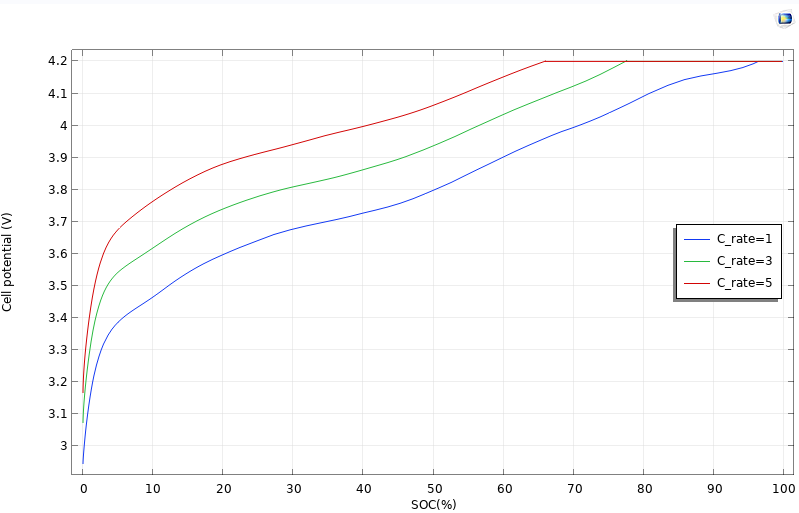 4.2
4.1
4
3.9
3.8
3.7
3.6
3.5
3.4
3.3
3.2
3.1
3
Cell potential (V)
C_rate=1
C_rate=3
C_rate=5
0 10 20 30 40 50 60 70 80 90 100
SOC(%)